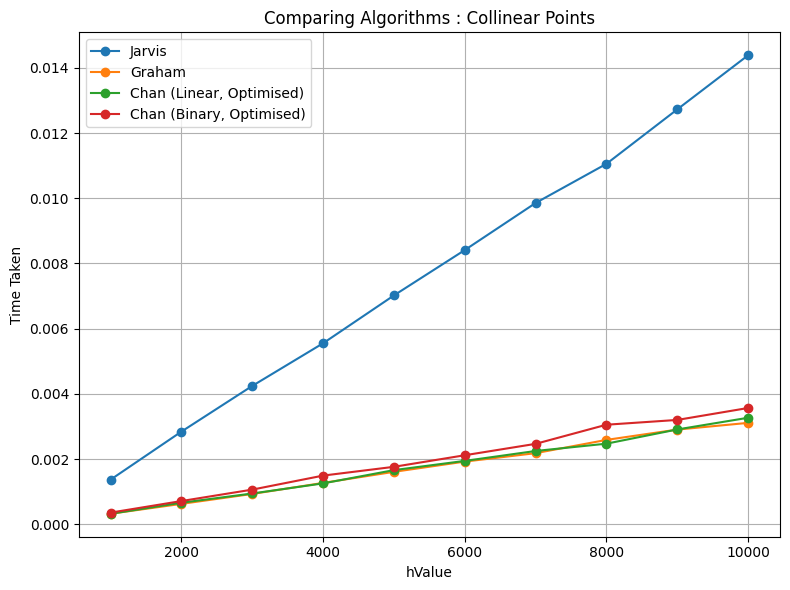 Comparing Algorithms : Collinear Points
Jarvis
Graham
Chan (Linear, Optimised)
Chan (Binary, Optimised)
Time Taken
0.014
0.012
0.010
0.008
0.006
0.004
0.002
0.000
2000
4000
6000
8000
10000
hValue